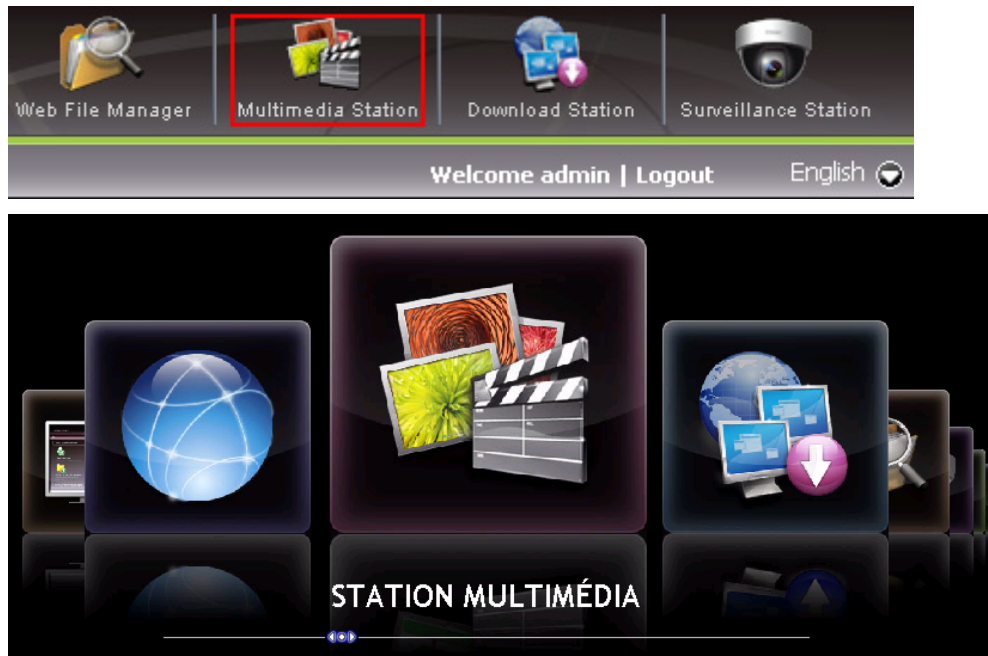 Web File Manager
Multimedia Station
Download Station
Surveillance Station
Welcome admin | Logout
English
STATION MULTIMÉDIA